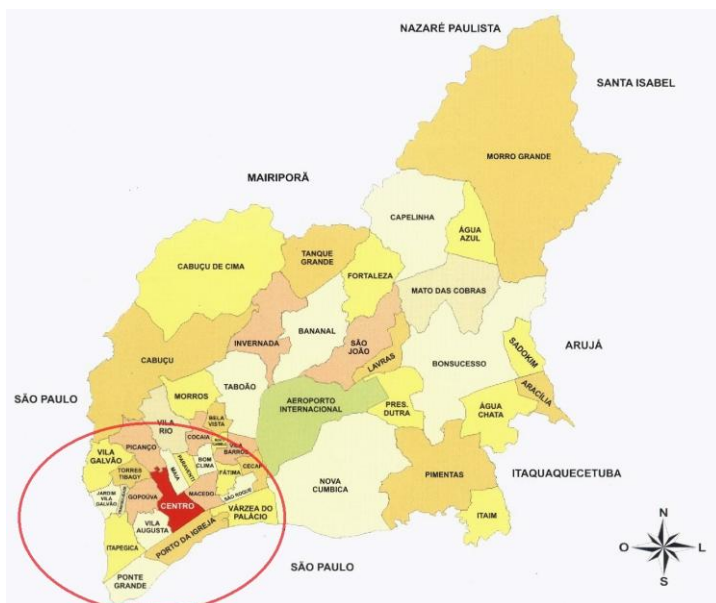 NAZARÉ PAULISTA
SANTA ISABEL
MORRO GRANDE
MAIRIPORÃ
CAPELINHA
ÁGUA
AZUL
TANQUE
GRANDE
CABUÇU DE CIMA
FORTALEZA
MATO DAS COBRAS
BANANAL
INVERNADA
SÃO
JOÃO
LAVRAS
BONSUCESSO
SADOKIM
ARUJÁ
CABUÇU
TABOÃO
ARACÍLIA
SÃO PAULO
MORROS
AEROPORTO
INTERNACIONAL
PRES.
DUTRA
ÁGUA
CHATA
VILA
RIO
BELA
VISTA
COCAIA
PICANÇO
VILA
BARROS
VILA
GALVÃO
MAIA
PARAVENTI
BOM
CLIMA
FÁTIMA
CECAP
TORRES
TIBAGY
NOVA
CUMBICA
PIMENTAS
ITAQUAQUECETUBA
JARDIM
VILA
GALVÃO
GOPOÚVA
MACEDO
SÃO ROQUE
CENTRO
VÁRZEA DO
PALÁCIO
ITAIM
VILA
AUGUSTA
PORTO DA IGREJA
ITAPEGICA
PONTE
GRANDE
SÃO PAULO
N
O
L
S